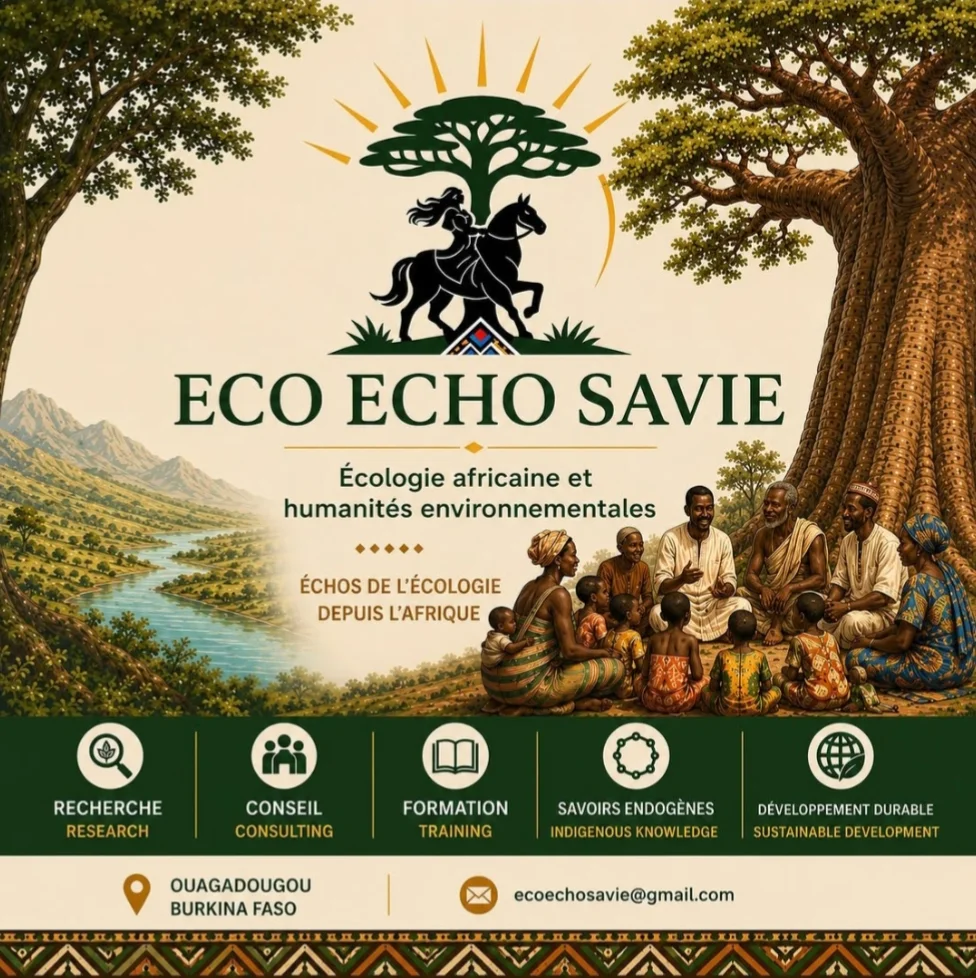 ECO ECHO SAVIE
Écologie africaine et
humanités environnementales
ÉCHOS DE L'ÉCOLOGIE
DEPUIS L'AFRIQUE
RECHERCHE
RESEARCH
CONSEIL
CONSULTING
FORMATION
TRAINING
SAVOIRS ENDOGÈNES
INDIGENOUS KNOWLEDGE
DÉVELOPPEMENT DURABLE
SUSTAINABLE DEVELOPMENT
OUAGADOUGOU
BURKINA FASO
ecoechosavie@gmail.com